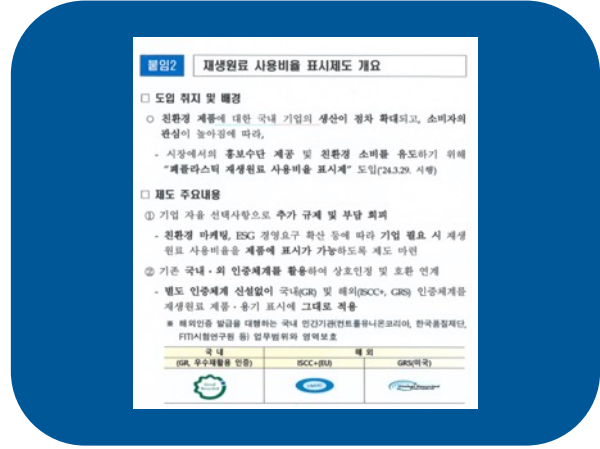 붙임2 재생원료 사용비율 표시제도 개요
□ 도입 취지 및 배경
○ 친환경 제품에 대한 국내 기업의 생산이 점차 확대되고, 소비자의
관심이 높아짐에 따라,
- 시장에서의 홍보수단 제공 및 친환경 소비를 유도하기 위해
“폐플라스틱 재생원료 사용비율 표시제” 도입('24.3.29. 시행)
□ 제도 주요내용
① 기업 자율 선택사항으로 추가 규제 및 부담 회피
- 친환경 마케팅, ESG 경영요구 확산 등에 따라 기업 필요 시 재생
원료 사용비율을 제품에 표시가 가능하도록 제도 마련
② 기존 국내·외 인증체계를 활용하여 상호인정 및 호환 연계
- 별도 인증체계 신설없이 국내(GR) 및 해외(ISCC+, GRS) 인증체계를
재생원료 제품·용기 표시에 그대로 적용
※ 해외인증 발급을 대행하는 국내 민간기관(컨트롤유니온코리아, 한국품질재단,
FITI시험연구원 등) 업무범위와 영역보호
국 내 해 외
(GR, 우수재활용 인증) ISCC+(EU) GRS(미국)